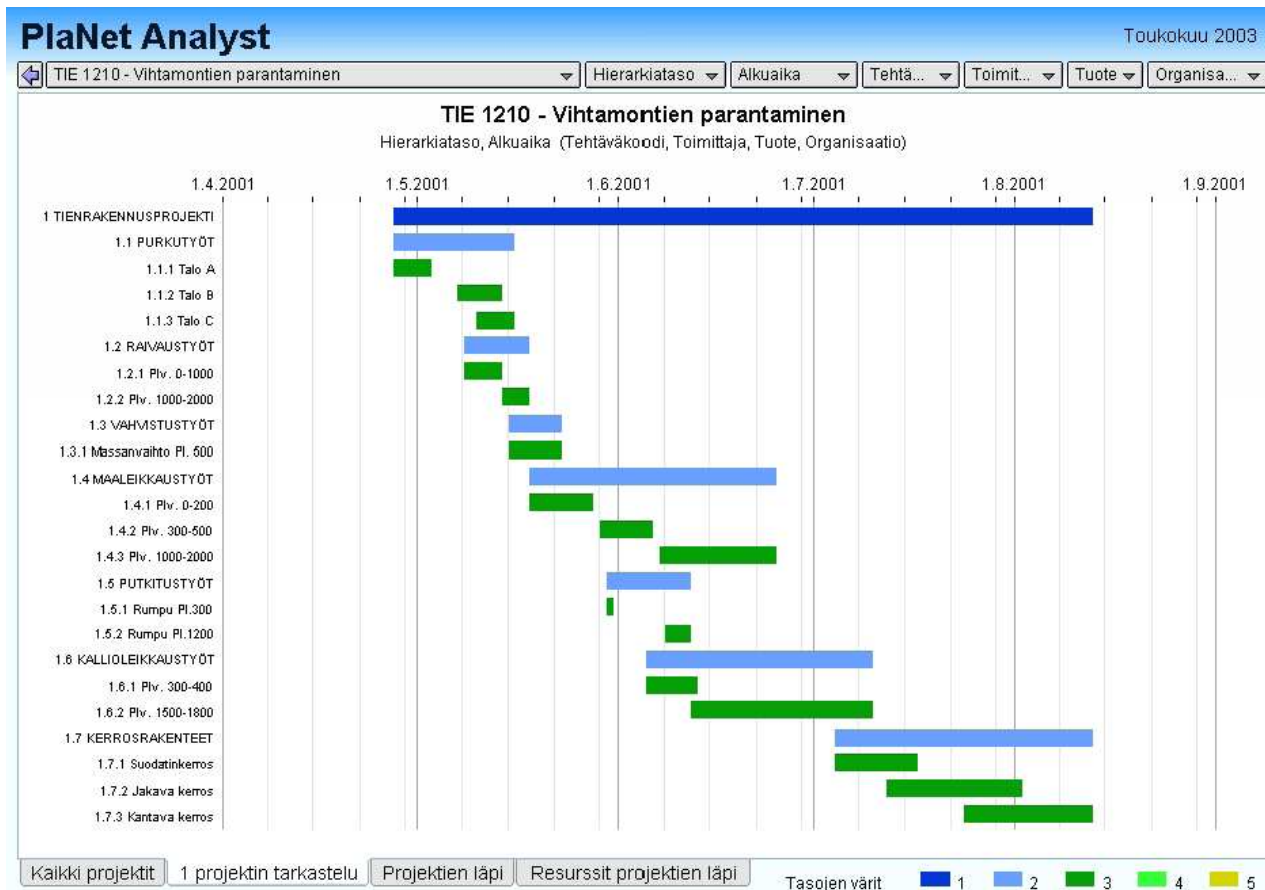 PlaNet Analyst
Toukokuu 2003
TIE 1210 - Vihtamontien parantaminen Hierarkiataso Alkuaika Tehtä... Toimit... Tuote Organisa...
TIE 1210 - Vihtamontien parantaminen
Hierarkiataso, Alkuaika (Tehtäväkoodi, Toimittaja, Tuote, Organisaatio)
1.4.2001 1.5.2001 1.6.2001 1.7.2001 1.8.2001 1.9.2001
1 TIENRAKENNUSPROJEKTI
1.1 PURKUTYÖT
1.1.1 Talo A
1.1.2 Talo B
1.1.3 Talo C
1.2 RAIVAUSTYÖT
1.2.1 Plv. 0-1000
1.2.2 Plv. 1000-2000
1.3 VAHVISTUSTYÖT
1.3.1 Massanvaihto Pl. 500
1.4 MAALEIKKAUSTYÖT
1.4.1 Plv. 0-200
1.4.2 Plv. 300-500
1.4.3 Plv. 1000-2000
1.5 PUTKITUSTYÖT
1.5.1 Rumpu Pl.300
1.5.2 Rumpu Pl.1200
1.6 KALLIOLEIKKAUSTYÖT
1.6.1 Plv. 300-400
1.6.2 Plv. 1500-1800
1.7 KERROSRAKENTEET
1.7.1 Suodatinkerros
1.7.2 Jakava kerros
1.7.3 Kantava kerros
Kaikki projektit 1 projektin tarkastelu Projektien läpi Resurssit projektien läpi
Tasojen värit 1 2 3 4 5